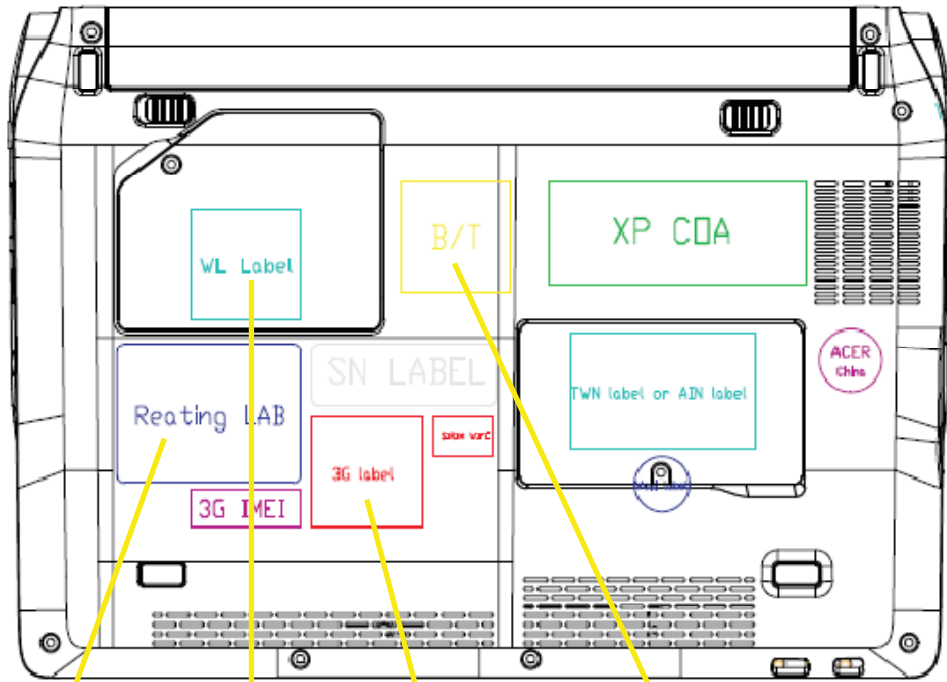 B/T
XP COA
WL Label
ACER
(China
SN LABEL
TWN label or AIN label
Reating LAB
3G label
3G IMEI